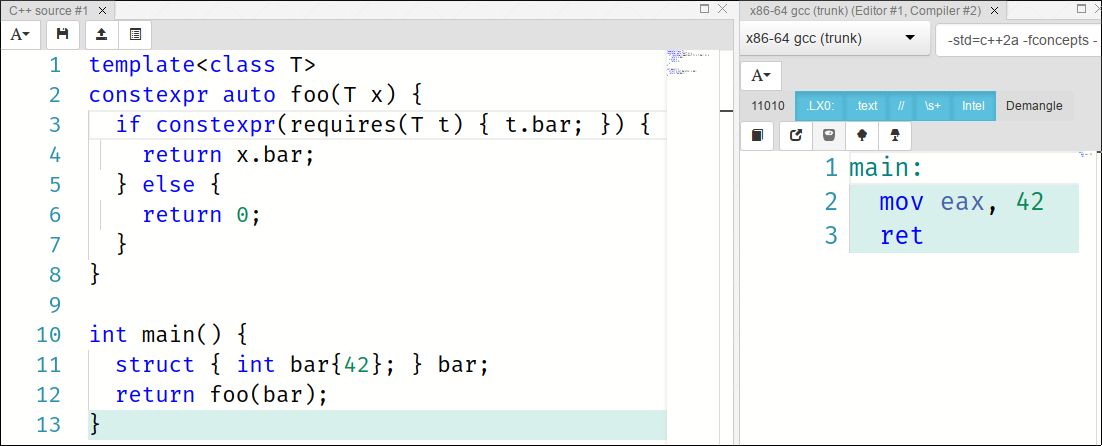 C++ source #1 ×
A
1 template<class T>
2 constexpr auto foo(T x) {
3   if constexpr(requires(T t) { t.bar; }) {
4     return x.bar;
5   } else {
6     return 0;
7   }
8 }
9
10 int main() {
11   struct { int bar{42}; } bar;
12   return foo(bar);
13 }
x86-64 gcc (trunk) (Editor #1, Compiler #2) ×
x86-64 gcc (trunk)
-std=c++2a -fconcepts -
A
11010 .LX0: .text // \s+ Intel Demangle
1 main:
2   mov eax, 42
3   ret